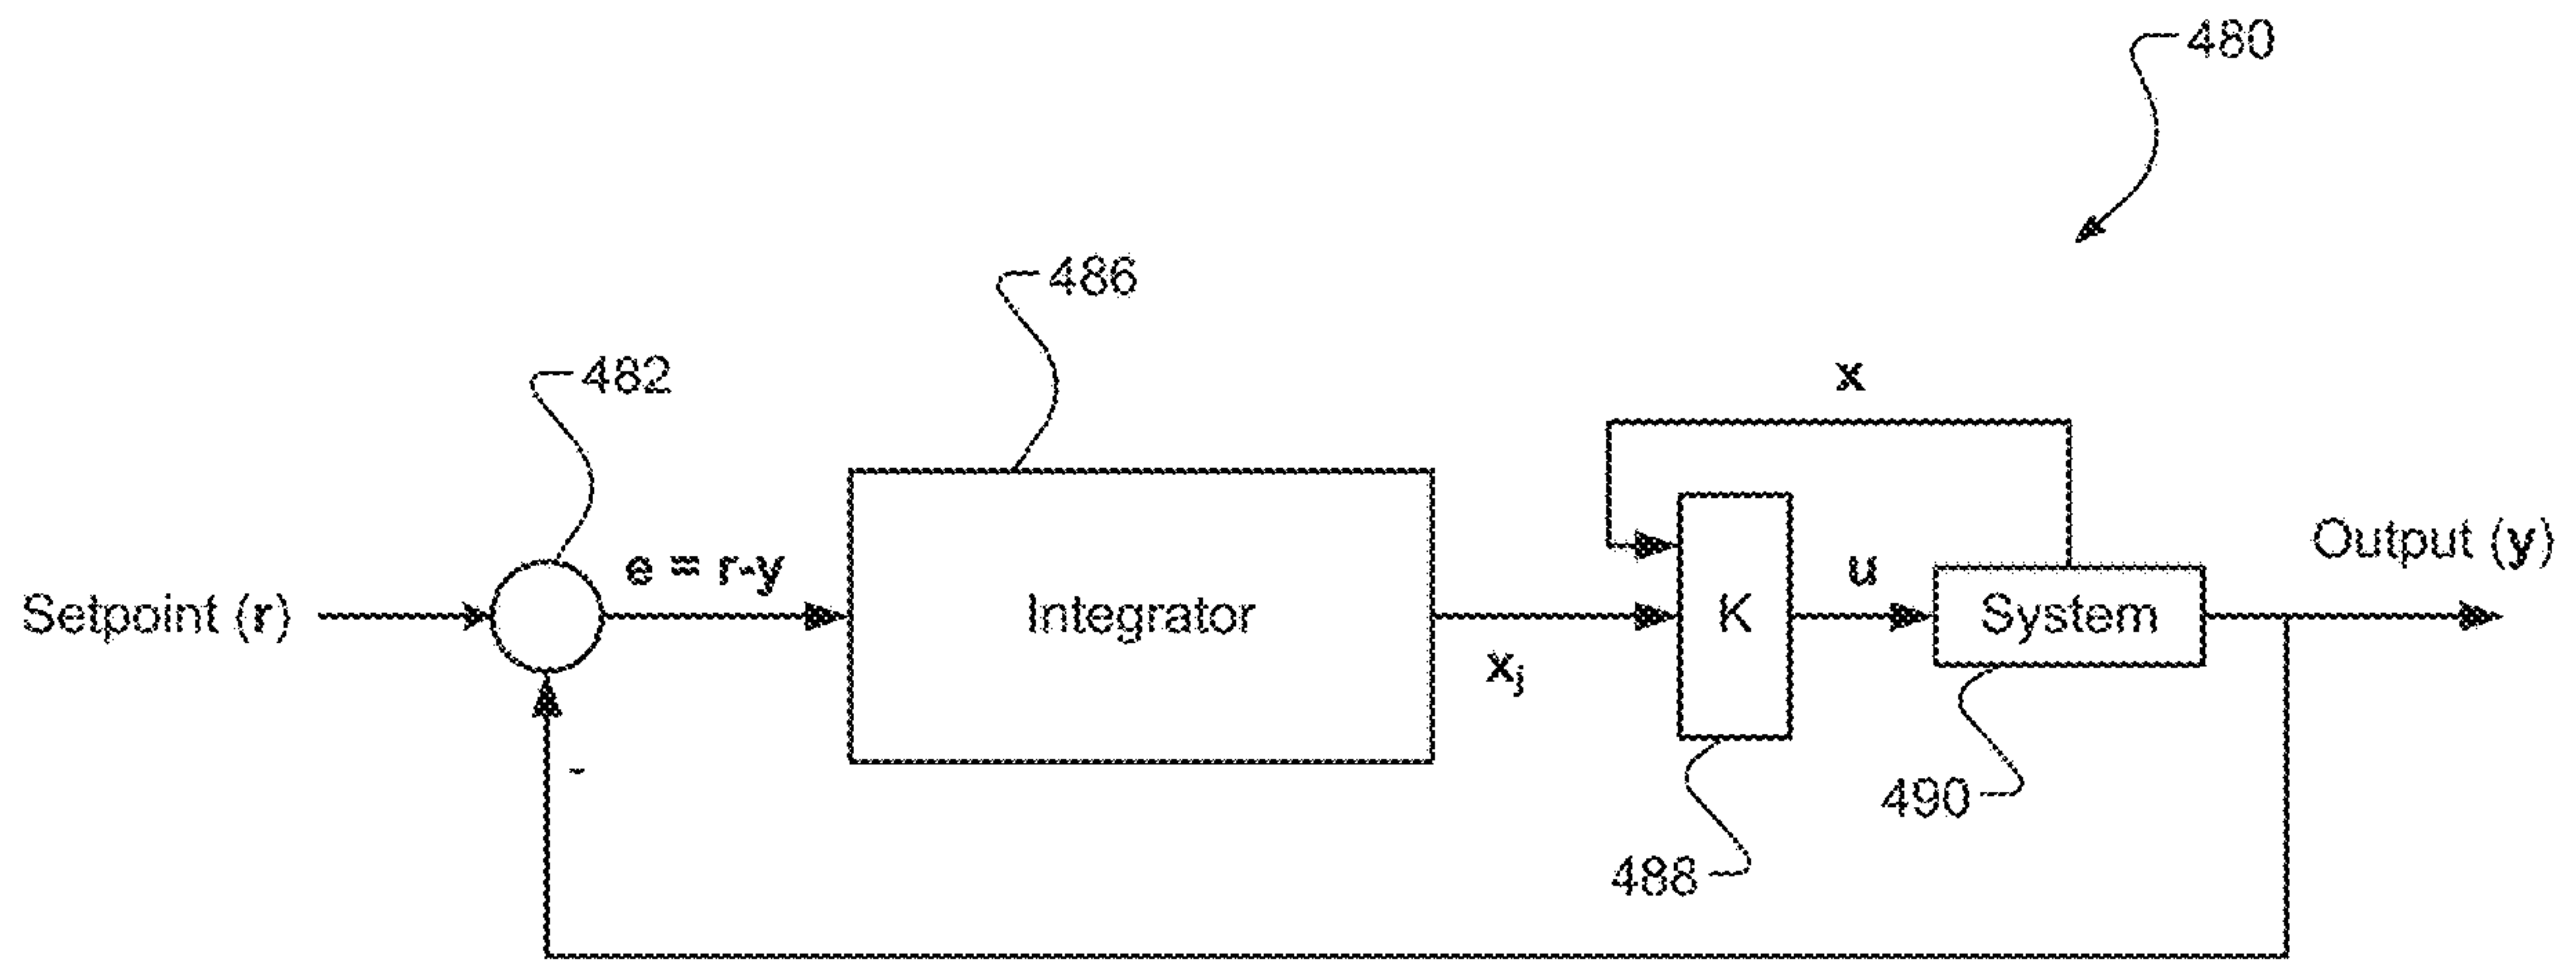 480
486
482
x
e = r-y
u
Output (y)
Setpoint (r)
Integrator
K
System
xj
-
490
488